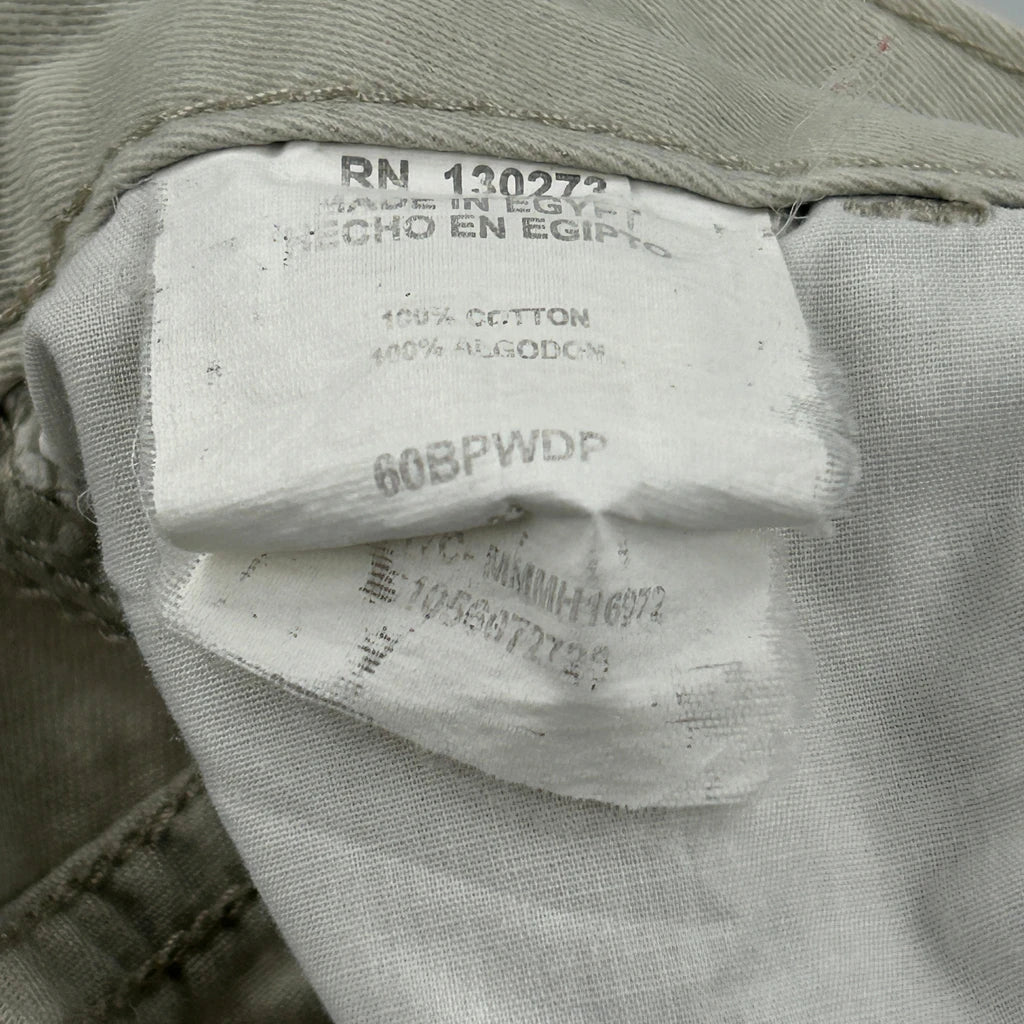 RN 130273
MADE IN EGYPT
HECHO EN EGIPTO
100% COTTON
100% ALGODON
60BPWDP
MMMH16972